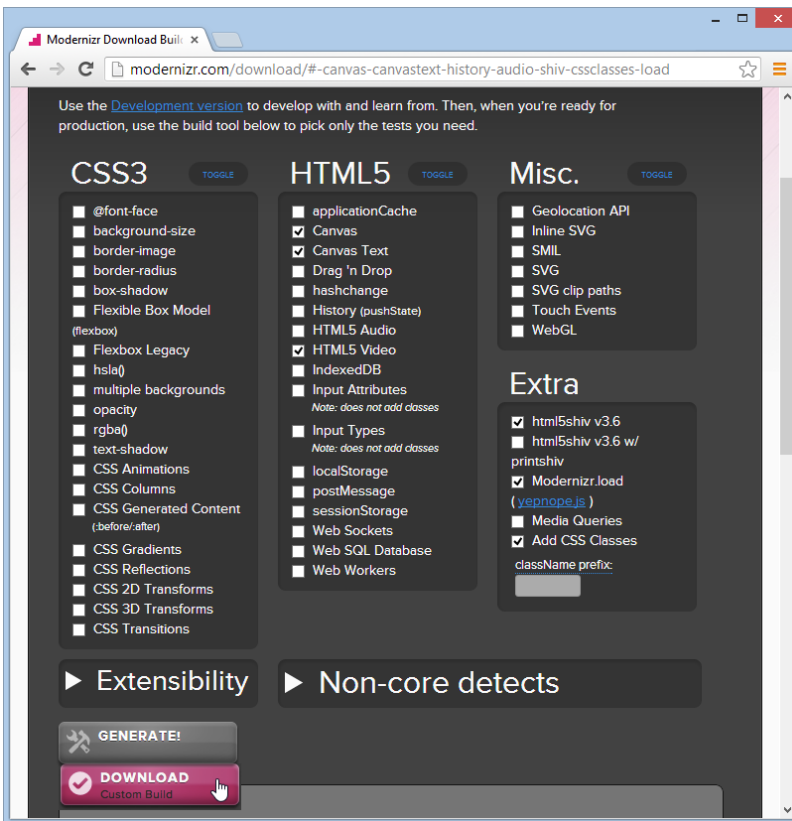 Modernizr Download Buil
modernizr.com/download/#-canvas-canvastext-history-audio-shiv-cssclasses-load
Use the Development version to develop with and learn from. Then, when you're ready for
production, use the build tool below to pick only the tests you need.
CSS3 TOGGLE
@font-face
background-size
border-image
border-radius
box-shadow
Flexible Box Model
(flexbox)
Flexbox Legacy
hsla()
multiple backgrounds
opacity
rgba()
text-shadow
CSS Animations
CSS Columns
CSS Generated Content
(:before/:after)
CSS Gradients
CSS Reflections
CSS 2D Transforms
CSS 3D Transforms
CSS Transitions
HTML5 TOGGLE
applicationCache
Canvas
Canvas Text
Drag 'n Drop
hashchange
History (pushState)
HTML5 Audio
HTML5 Video
IndexedDB
Input Attributes
Note: does not add classes
Input Types
Note: does not add classes
localStorage
postMessage
sessionStorage
Web Sockets
Web SQL Database
Web Workers
Misc. TOGGLE
Geolocation API
Inline SVG
SMIL
SVG
SVG clip paths
Touch Events
WebGL
Extra
html5shiv v3.6
html5shiv v3.6 w/
printshiv
Modernizr.load
( yepnope.js )
Media Queries
Add CSS Classes
className prefix:
Extensibility
Non-core detects
GENERATE!
DOWNLOAD
Custom Build